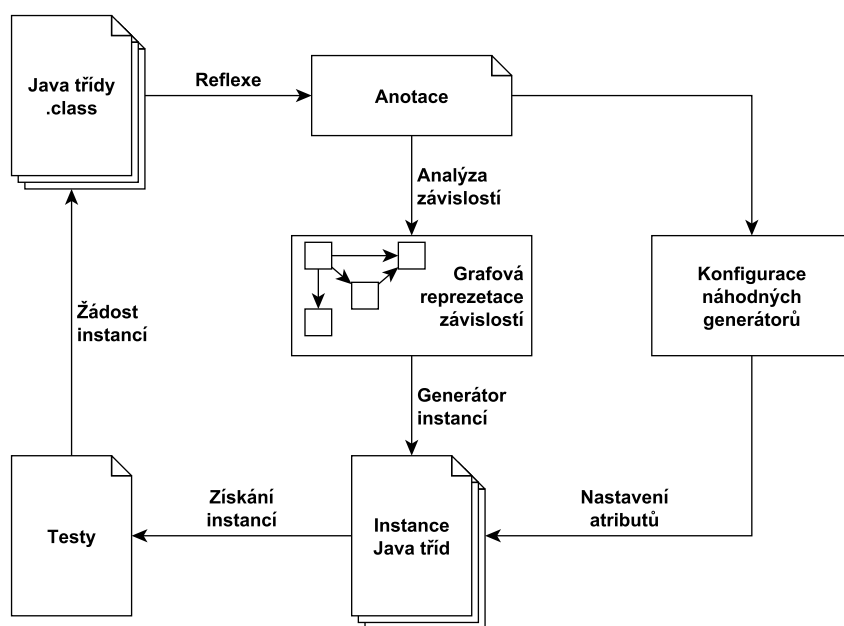 Java třídy
.class
Reflexe
Anotace
Analýza
závislostí
Grafová
reprezetace
závislostí
Konfigurace
náhodných
generátorů
Žádost
instancí
Generátor
instancí
Testy
Získání
instancí
Instance
Java tříd
Nastavení
atributů